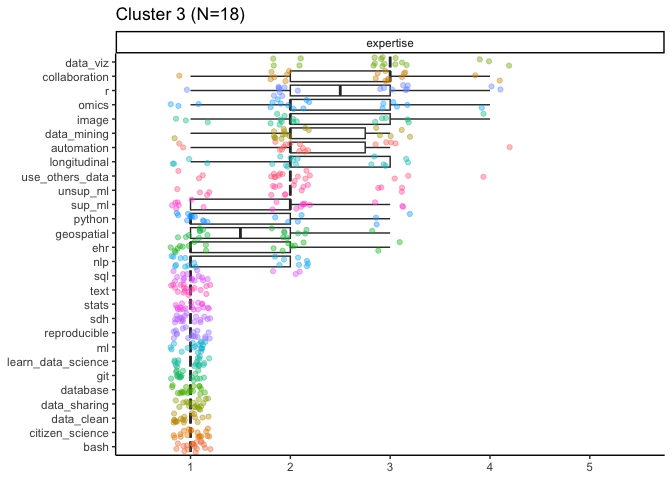 Cluster 3 (N=18)
expertise
data_viz
collaboration
r
omics
image
data_mining
automation
longitudinal
use_others_data
unsup_ml
sup_ml
python
geospatial
ehr
nlp
sql
text
stats
sdh
reproducible
ml
learn_data_science
git
database
data_sharing
data_clean
citizen_science
bash
1 2 3 4 5